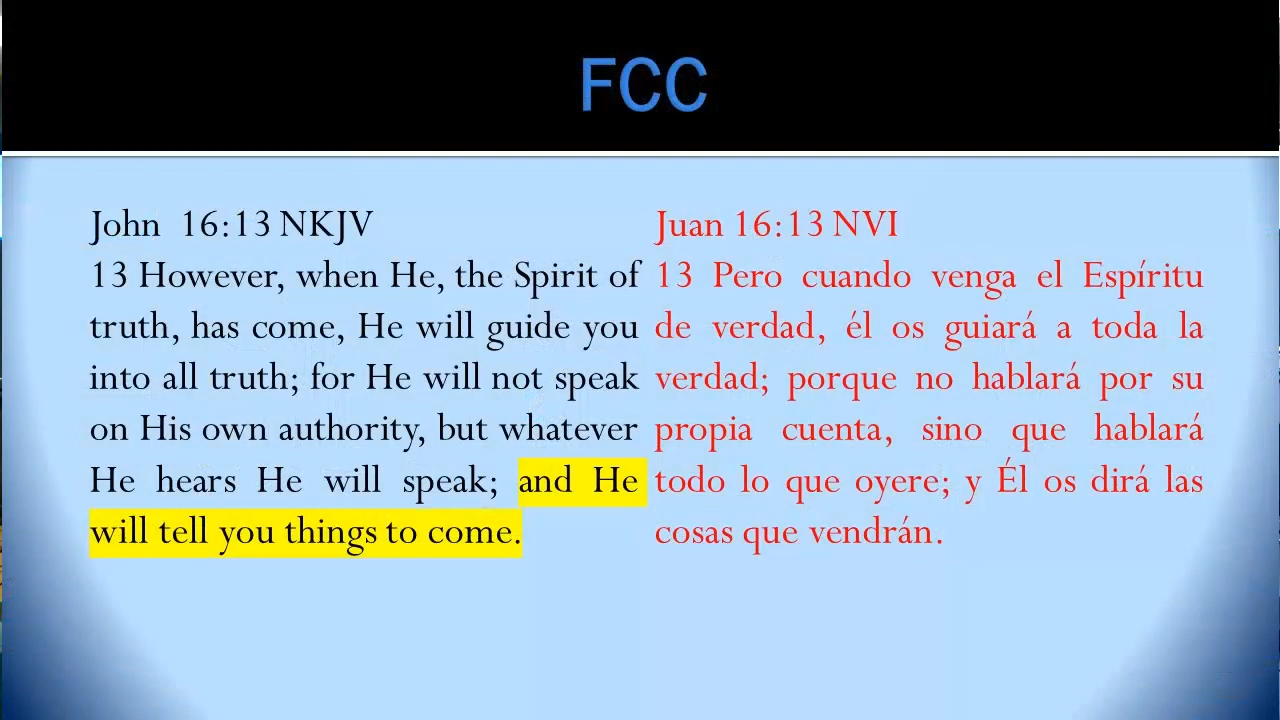 FCC
John 16:13 NKJV
13 However, when He, the Spirit of
truth, has come, He will guide you
into all truth; for He will not speak
on His own authority, but whatever
He hears He will speak; and He
will tell you things to come.
Juan 16:13 NVI
13 Pero cuando venga el Espíritu
de verdad, él os guiará a toda la
verdad; porque no hablará por su
propia cuenta, sino que hablará
todo lo que oyere; y Él os dirá las
cosas que vendrán.